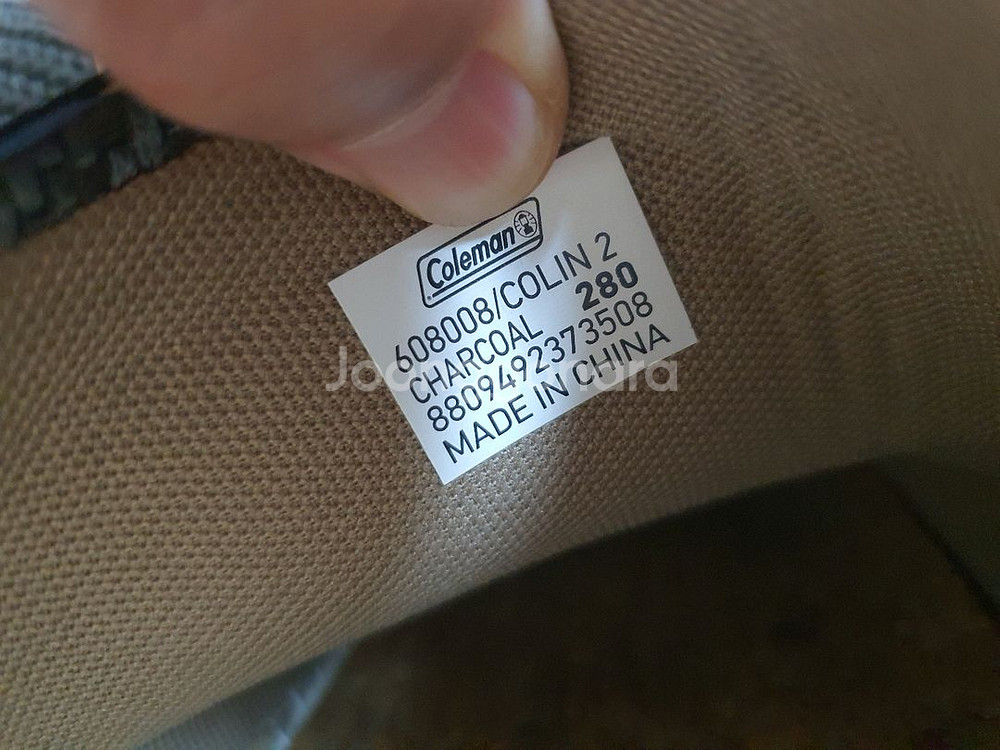 Coleman
608008/COLIN 2
CHARCOAL 280
8809492373508
MADE IN CHINA